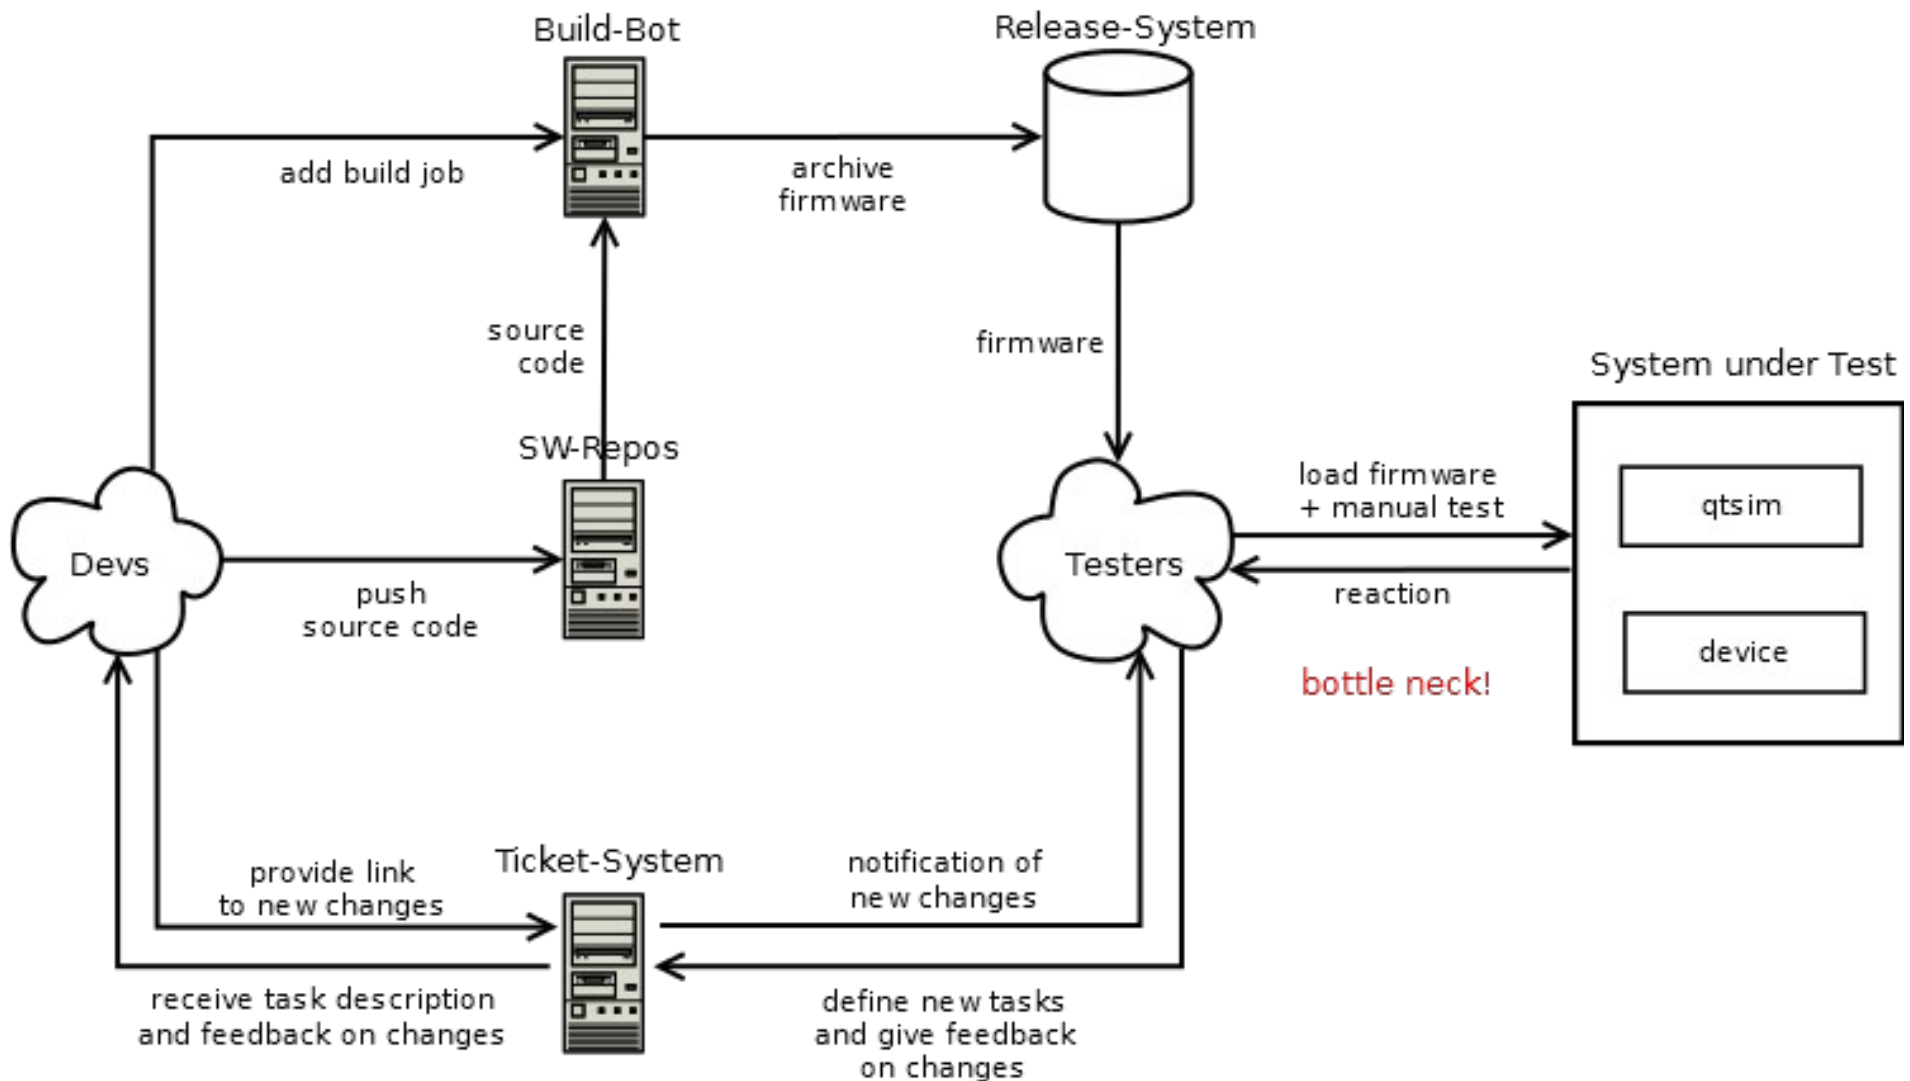 Build-Bot
Release-System
add build job
archive
firmware
source
code
firmware
System under Test
SW-Repos
load firmware
+ manual test
qtsim
Devs
Testers
push
source code
reaction
device
bottle neck!
Ticket-System
provide link
to new changes
notification of
new changes
receive task description
and feedback on changes
define new tasks
and give feedback
on changes